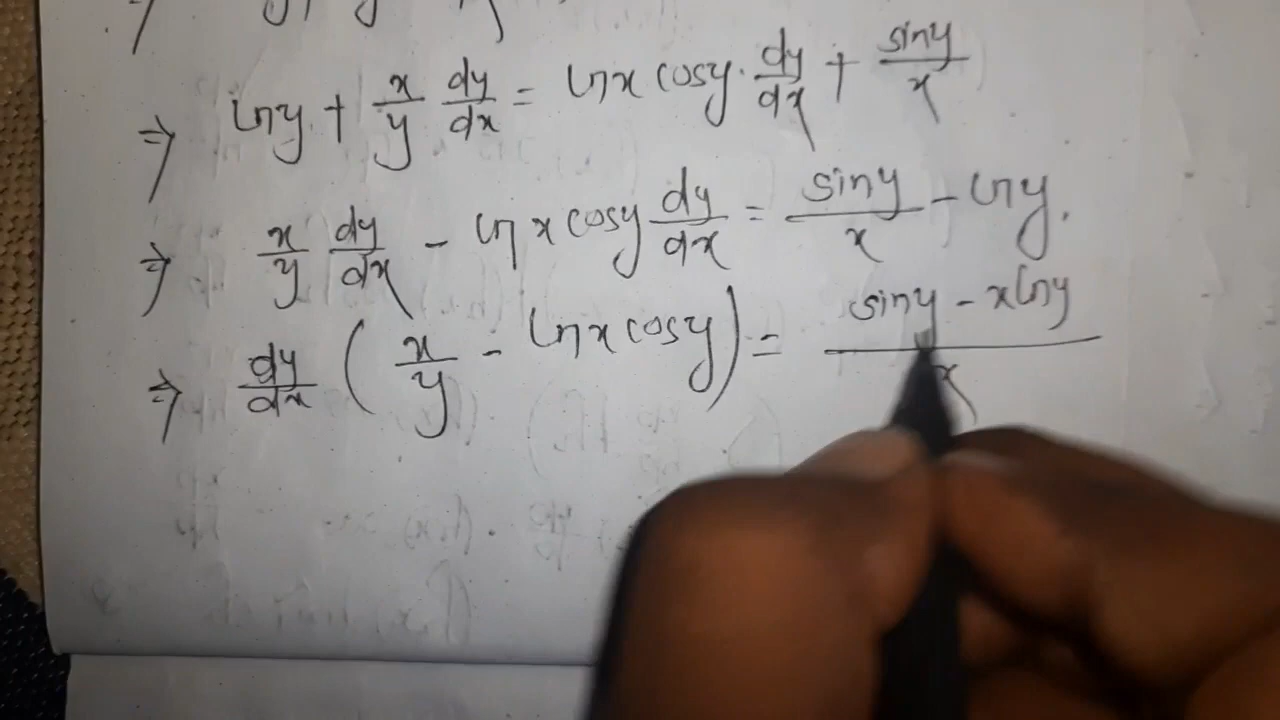 ⇒ lny + x/y dy/dx = lnx cosy · dy/dx + siny/x
⇒ x/y dy/dx - lnx cosy dy/dx = siny/x - lny.
⇒ dy/dx ( x/y - lnx cosy ) = siny - xlny / x